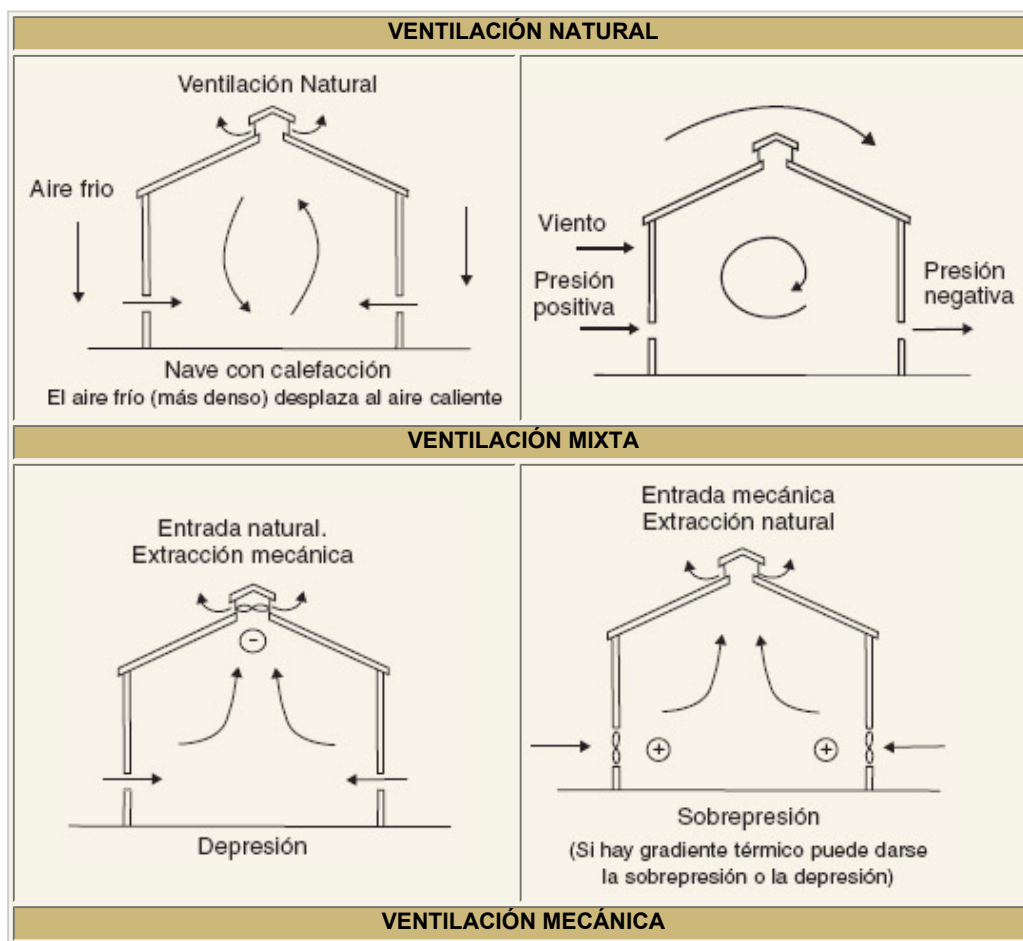 VENTILACIÓN NATURAL
Ventilación Natural
Aire frio
Nave con calefacción
El aire frío (más denso) desplaza al aire caliente
Viento
Presión
positiva
Presión
negativa
VENTILACIÓN MIXTA
Entrada natural.
Extracción mecánica
-
Depresión
Entrada mecánica
Extracción natural
+
+
Sobrepresión
(Si hay gradiente térmico puede darse
la sobrepresión o la depresión)
VENTILACIÓN MECÁNICA